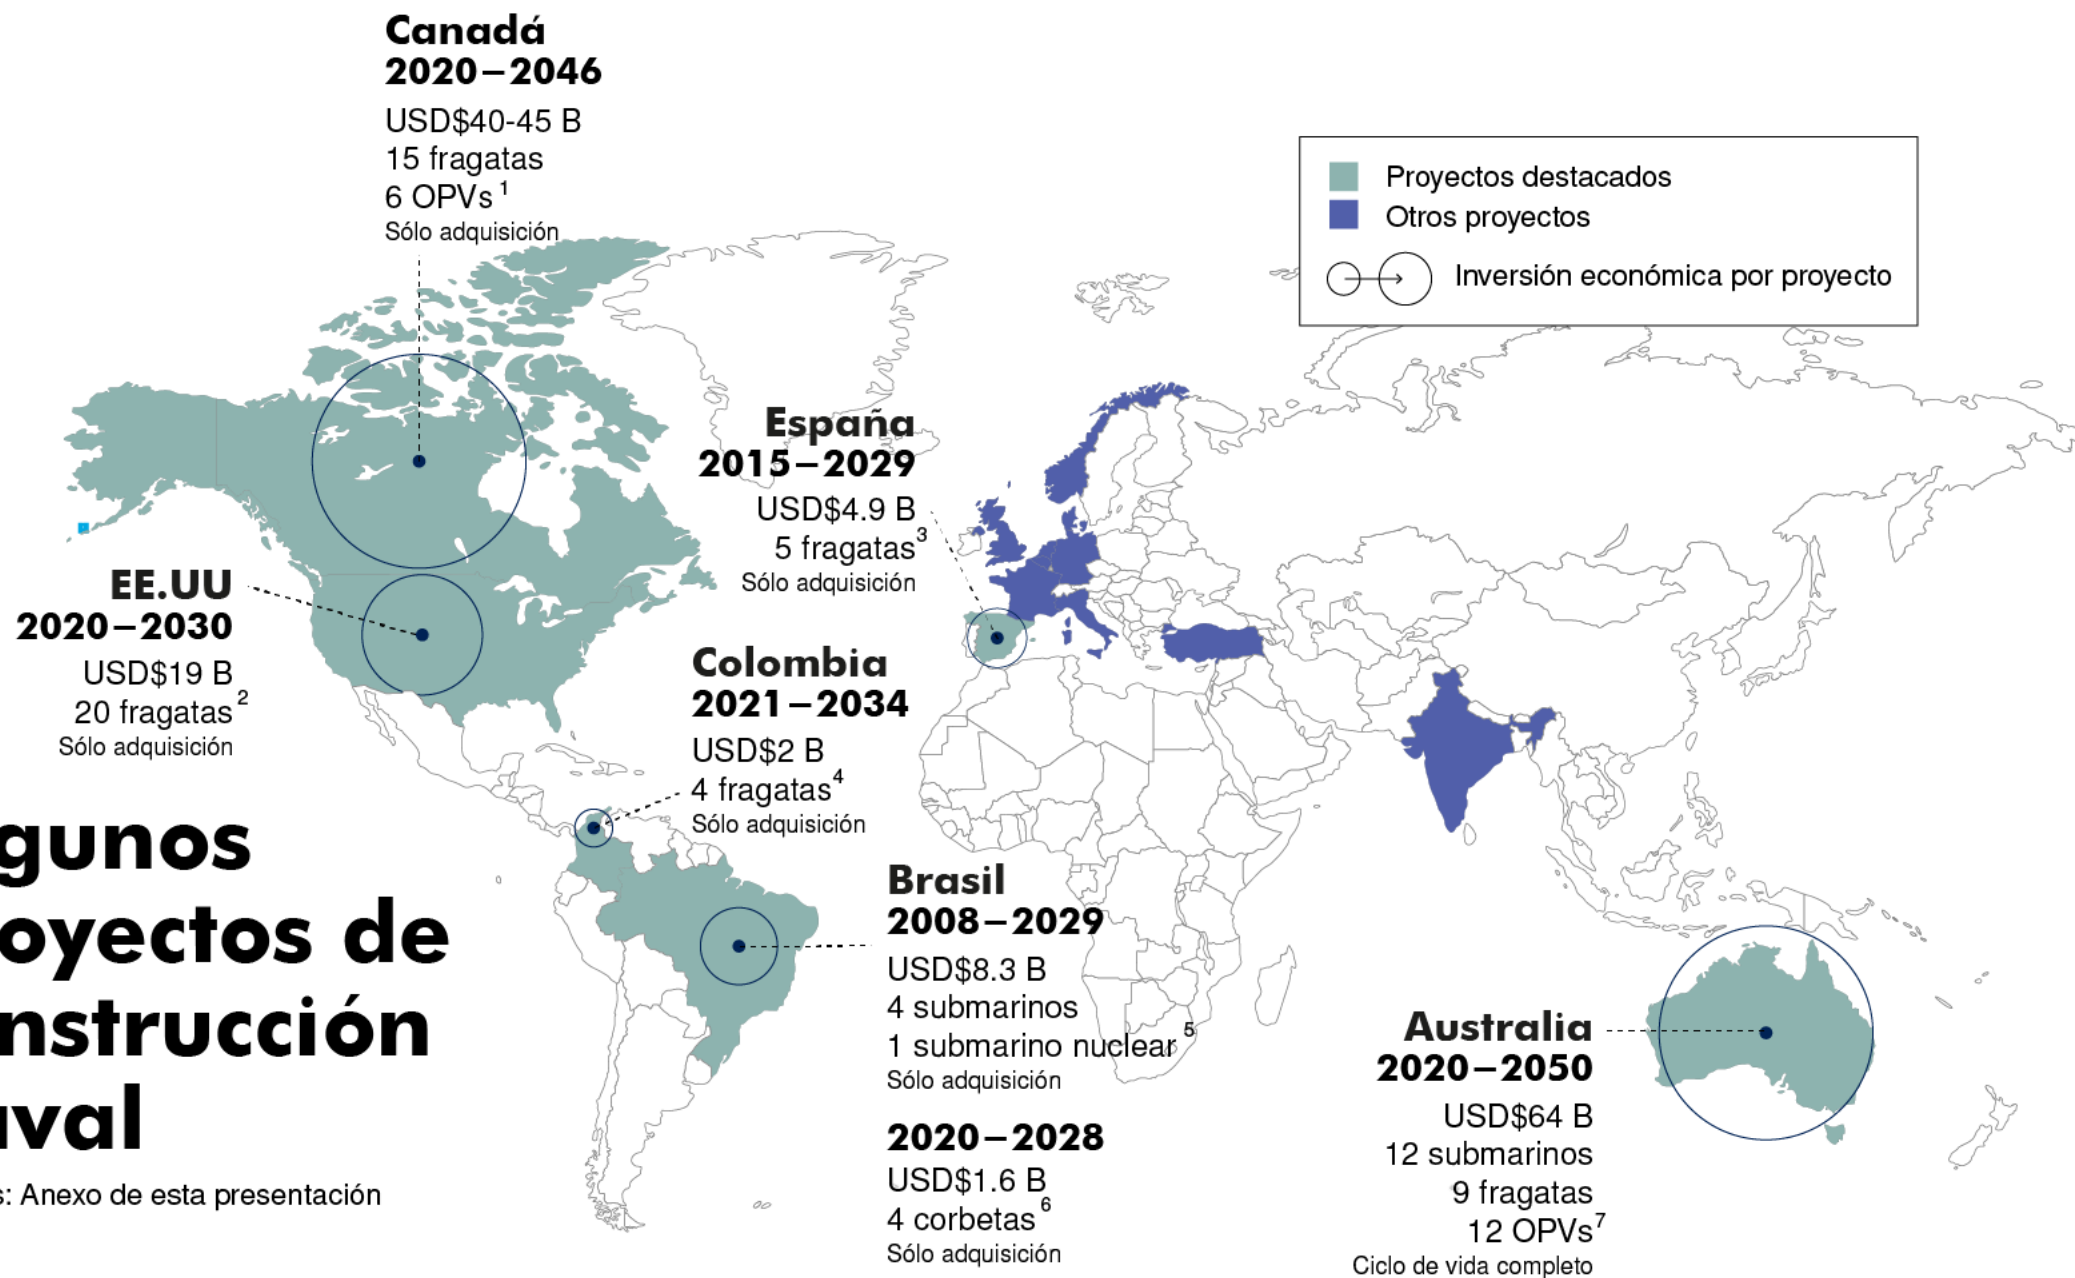 Canadá
2020–2046
USD$40-45 B
15 fragatas
6 OPVs 1
Sólo adquisición
Proyectos destacados
Otros proyectos
Inversión económica por proyecto
España
2015–2029
USD$4.9 B
5 fragatas3
Sólo adquisición
EE.UU
2020–2030
USD$19 B
20 fragatas 2
Sólo adquisición
Colombia
2021–2034
USD$2 B
4 fragatas4
Sólo adquisición
gunos
oyectos de
nstrucción
val
s: Anexo de esta presentación
Brasil
2008–2029
USD$8.3 B
4 submarinos
1 submarino nuclear 5
Sólo adquisición
2020–2028
USD$1.6 B
4 corbetas 6
Sólo adquisición
Australia
2020–2050
USD$64 B
12 submarinos
9 fragatas
12 OPVs7
Ciclo de vida completo